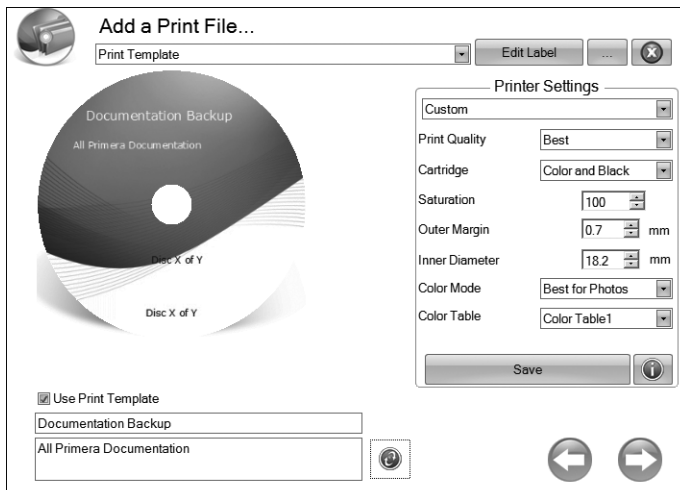 Add a Print File...
Print Template
Edit Label
...
Documentation Backup
All Primera Documentation
Disc X of Y
Disc X of Y
Printer Settings
Custom
Print Quality Best
Cartridge Color and Black
Saturation 100
Outer Margin 0.7 mm
Inner Diameter 18.2 mm
Color Mode Best for Photos
Color Table Color Table1
Save
Use Print Template
Documentation Backup
All Primera Documentation